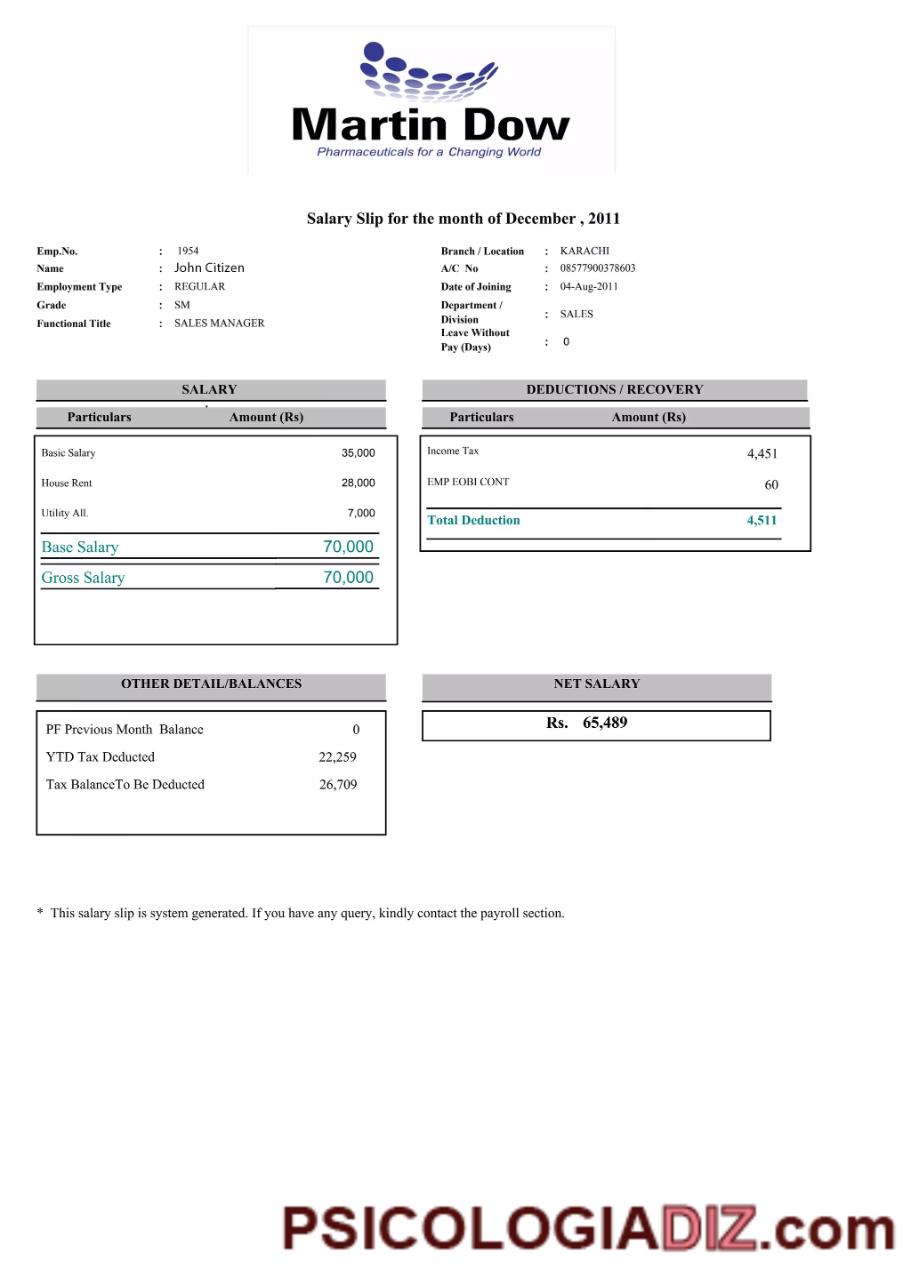 Martin Dow
Pharmaceuticals for a Changing World
Salary Slip for the month of December , 2011
Emp.No. : 1954
Name : John Citizen
Employment Type : REGULAR
Grade : SM
Functional Title : SALES MANAGER
Branch / Location : KARACHI
A/C No : 08577900378603
Date of Joining : 04-Aug-2011
Department /
Division : SALES
Leave Without
Pay (Days) : 0
SALARY
Particulars Amount (Rs)
Basic Salary 35,000
House Rent 28,000
Utility All. 7,000
Base Salary 70,000
Gross Salary 70,000
DEDUCTIONS / RECOVERY
Particulars Amount (Rs)
Income Tax 4,451
EMP EOBI CONT 60
Total Deduction 4,511
OTHER DETAIL/BALANCES
PF Previous Month Balance 0
YTD Tax Deducted 22,259
Tax BalanceTo Be Deducted 26,709
NET SALARY
Rs. 65,489
* This salary slip is system generated. If you have any query, kindly contact the payroll section.
PSICOLOGIADIZ.com